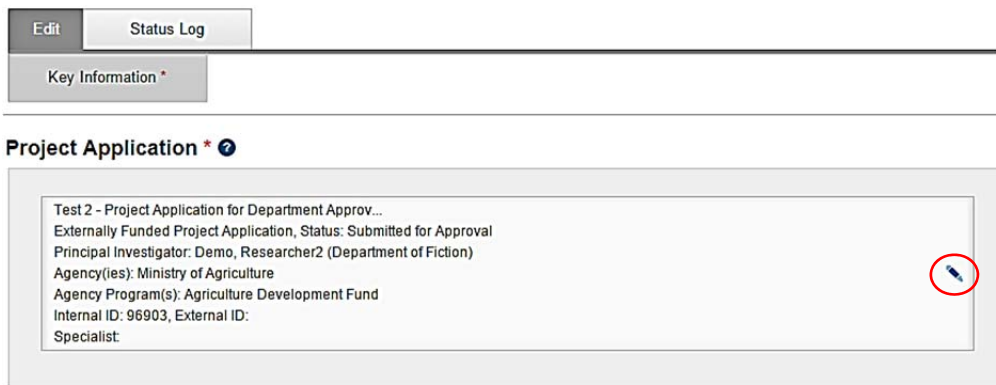 Edit Status Log
Key Information *
Project Application * ?
Test 2 - Project Application for Department Approv...
Externally Funded Project Application, Status: Submitted for Approval
Principal Investigator: Demo, Researcher2 (Department of Fiction)
Agency(ies): Ministry of Agriculture
Agency Program(s): Agriculture Development Fund
Internal ID: 96903, External ID:
Specialist: